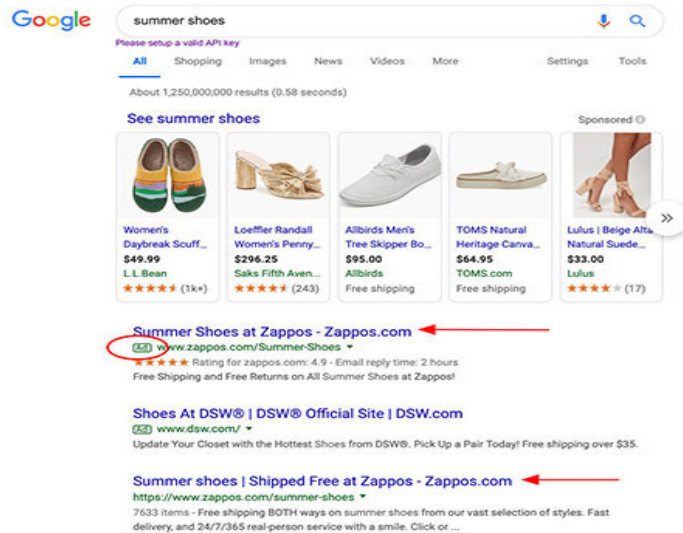 Google
summer shoes
Please setup a valid API key
All Shopping Images News Videos More Settings Tools
About 1,250,000,000 results (0.58 seconds)
See summer shoes Sponsored
Women's Loeffler Randall Allbirds Men's TOMS Natural Lulus | Beige Alta
Daybreak Scuff... Women's Penny... Tree Skipper Bo... Heritage Canva... Natural Suede...
$49.99 $296.25 $95.00 $64.95 $33.00
L.L.Bean Saks Fifth Aven... Allbirds TOMS.com Lulus
(1k+) (243) Free shipping Free shipping (17)
Summer Shoes at Zappos - Zappos.com
Ad www.zappos.com/Summer-Shoes
Rating for zappos.com: 4.9 - Email reply time: 2 hours
Free Shipping and Free Returns on All Summer Shoes at Zappos!
Shoes At DSW® | DSW® Official Site | DSW.com
Ad www.dsw.com/
Update Your Closet with the Hottest Shoes from DSW®. Pick Up a Pair Today! Free shipping over $35.
Summer shoes | Shipped Free at Zappos - Zappos.com
https://www.zappos.com/summer-shoes
7633 items - Free shipping BOTH ways on summer shoes from our vast selection of styles. Fast
delivery, and 24/7/365 real-person service with a smile. Click or ...